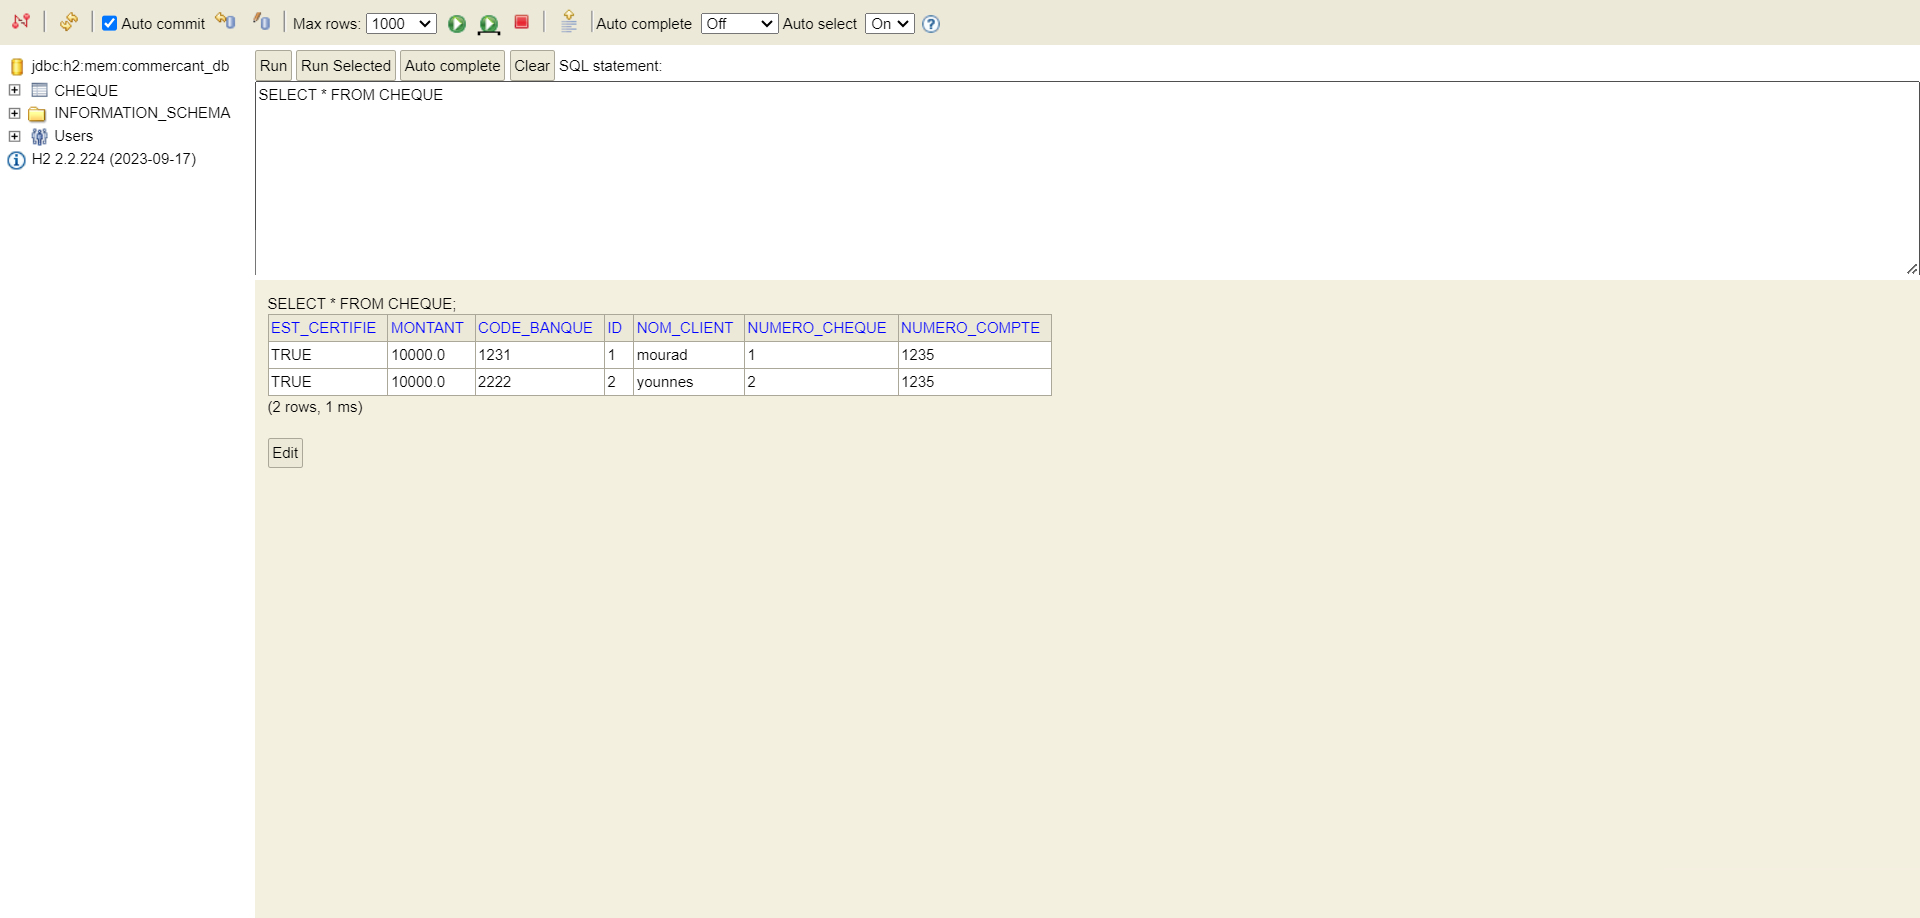 Auto commit Max rows: 1000 Auto complete Off Auto select On ?
jdbc:h2:mem:commercant_db
CHEQUE
INFORMATION_SCHEMA
Users
H2 2.2.224 (2023-09-17)
Run Run Selected Auto complete Clear SQL statement:
SELECT * FROM CHEQUE
SELECT * FROM CHEQUE;
EST_CERTIFIE MONTANT CODE_BANQUE ID NOM_CLIENT NUMERO_CHEQUE NUMERO_COMPTE
TRUE 10000.0 1231 1 mourad 1 1235
TRUE 10000.0 2222 2 younnes 2 1235
(2 rows, 1 ms)
Edit